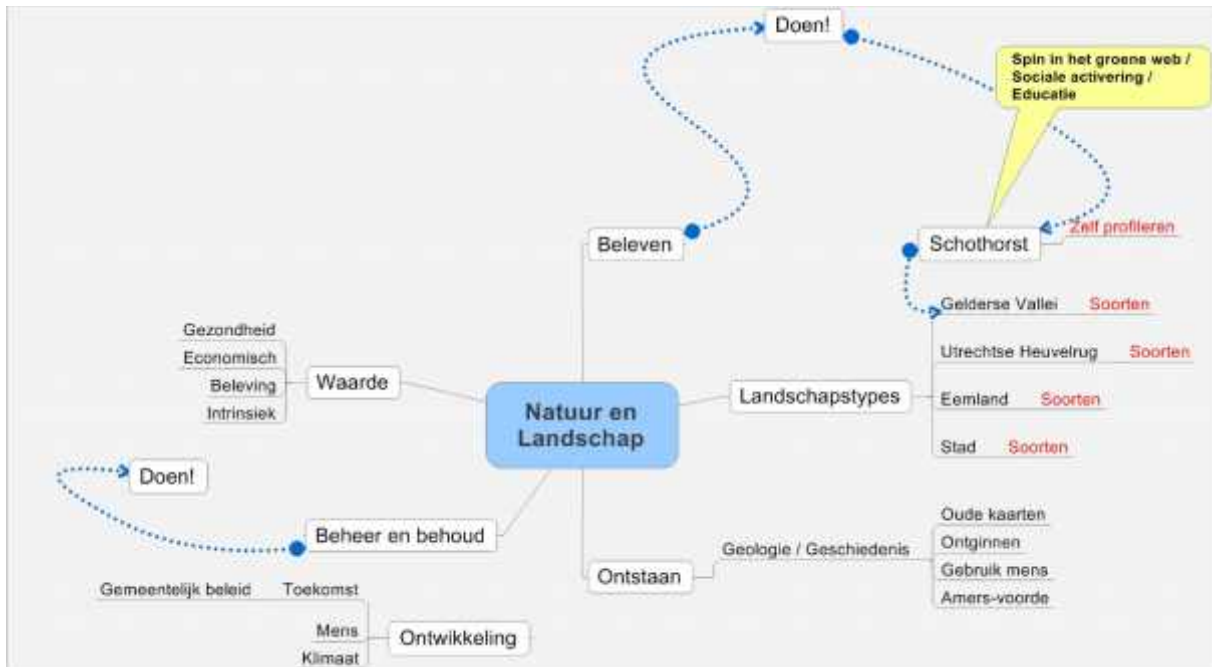 Doen!
Spin in het groene web /
Sociale activering /
Educatie
Beleven
Schothorst
Zelf profileren
Gelderse Vallei Soorten
Utrechtse Heuvelrug Soorten
Eemland Soorten
Stad Soorten
Landschapstypes
Gezondheid
Economisch
Beleving
Intrinsiek
Waarde
Natuur en
Landschap
Doen!
Beheer en behoud
Ontstaan
Geologie / Geschiedenis
Oude kaarten
Ontginnen
Gebruik mens
Amers-voorde
Gemeentelijk beleid Toekomst
Mens
Klimaat
Ontwikkeling